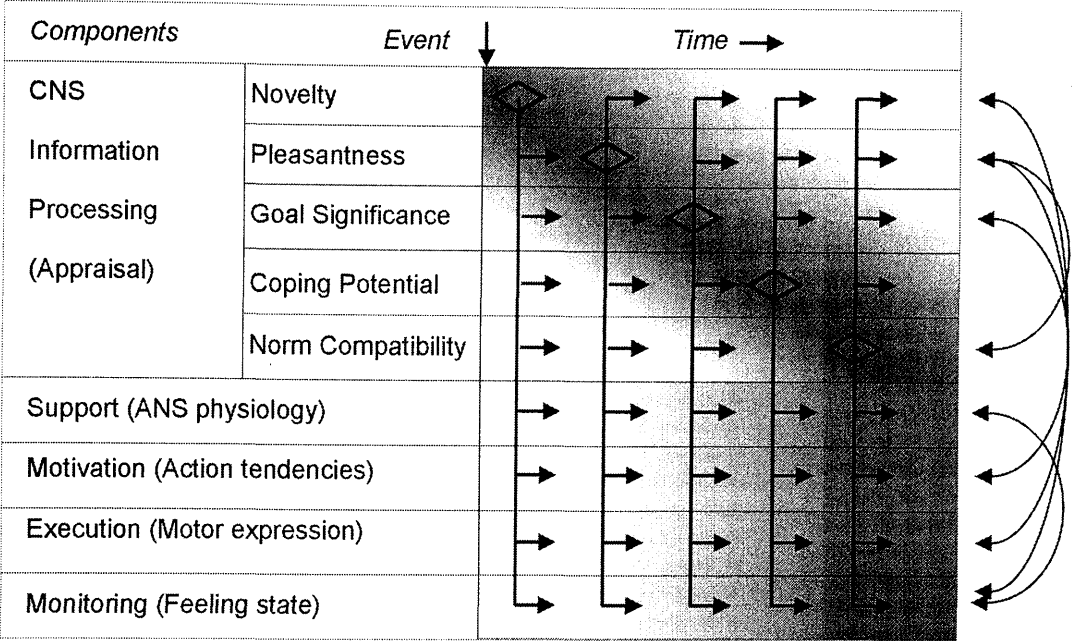 Components Event Time
CNS Novelty
Information Pleasantness
Processing Goal Significance
(Appraisal) Coping Potential
Norm Compatibility
Support (ANS physiology)
Motivation (Action tendencies)
Execution (Motor expression)
Monitoring (Feeling state)